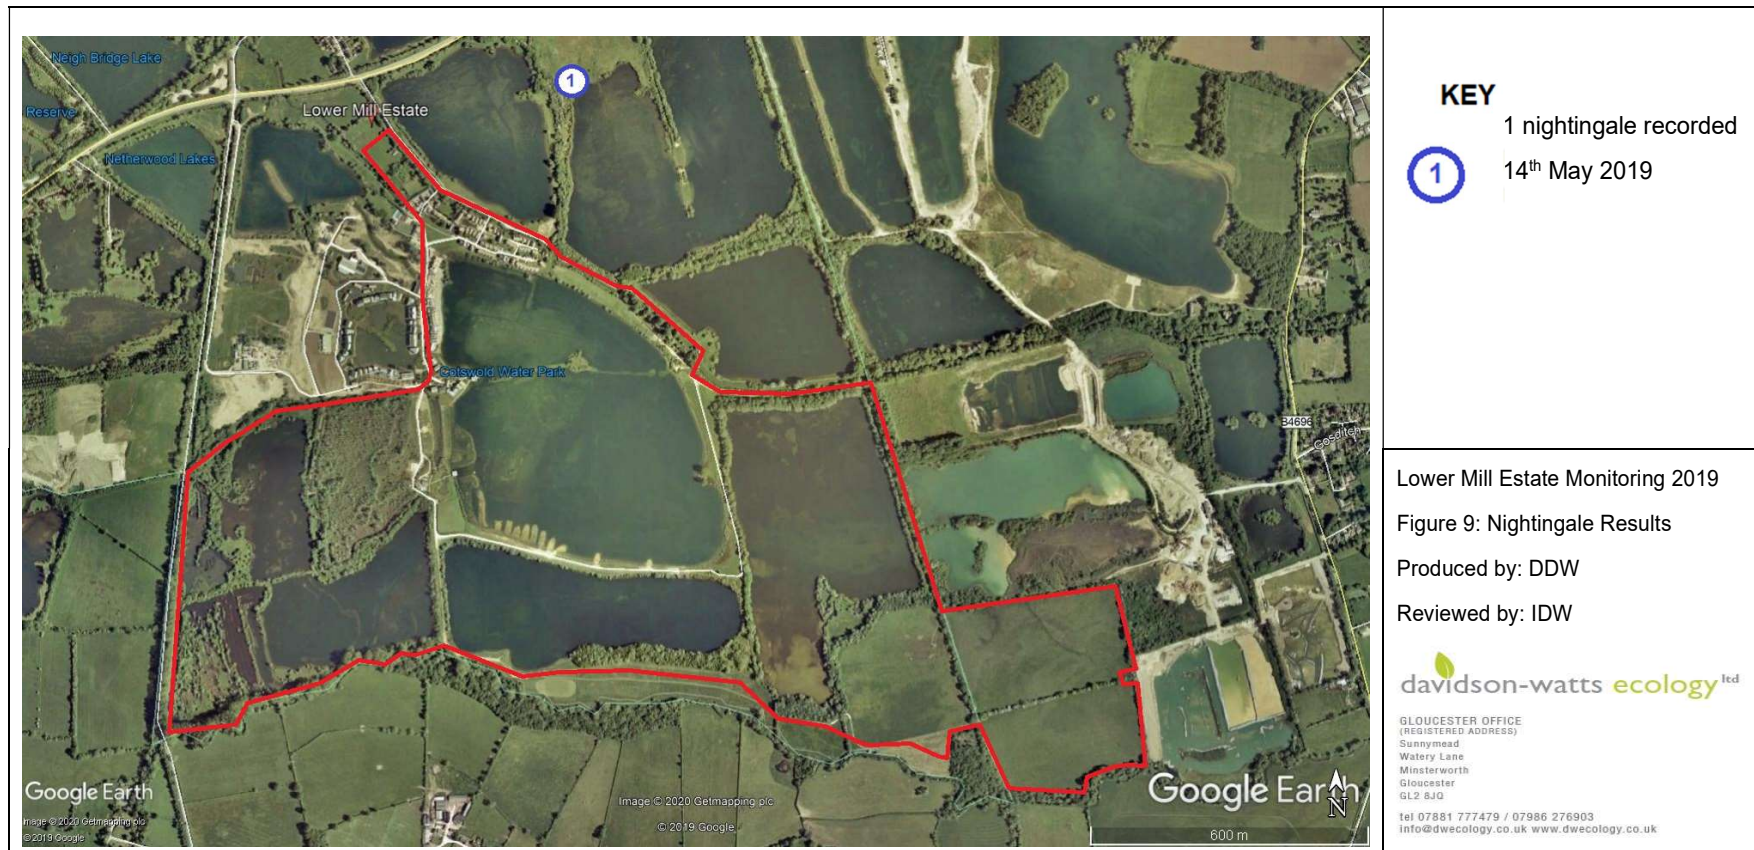 Neigh Bridge Lake
Reserve
Lower Mill Estate
Netherwood Lakes
1
Cotswold Water Park
B4696
Gosditch
Google Earth
Image © 2020 Getmapping plc
© 2019 Google
Image © 2020 Getmapping plc
© 2019 Google
Google Earth
N
600 m
KEY
1 nightingale recorded
1
14th May 2019
Lower Mill Estate Monitoring 2019
Figure 9: Nightingale Results
Produced by: DDW
Reviewed by: IDW
davidson-watts ecology ltd
GLOUCESTER OFFICE
(REGISTERED ADDRESS)
Sunnymead
Watery Lane
Minsterworth
Gloucester
GL2 8JQ
tel 07881 777479 / 07986 276903
info@dwecology.co.uk www.dwecology.co.uk